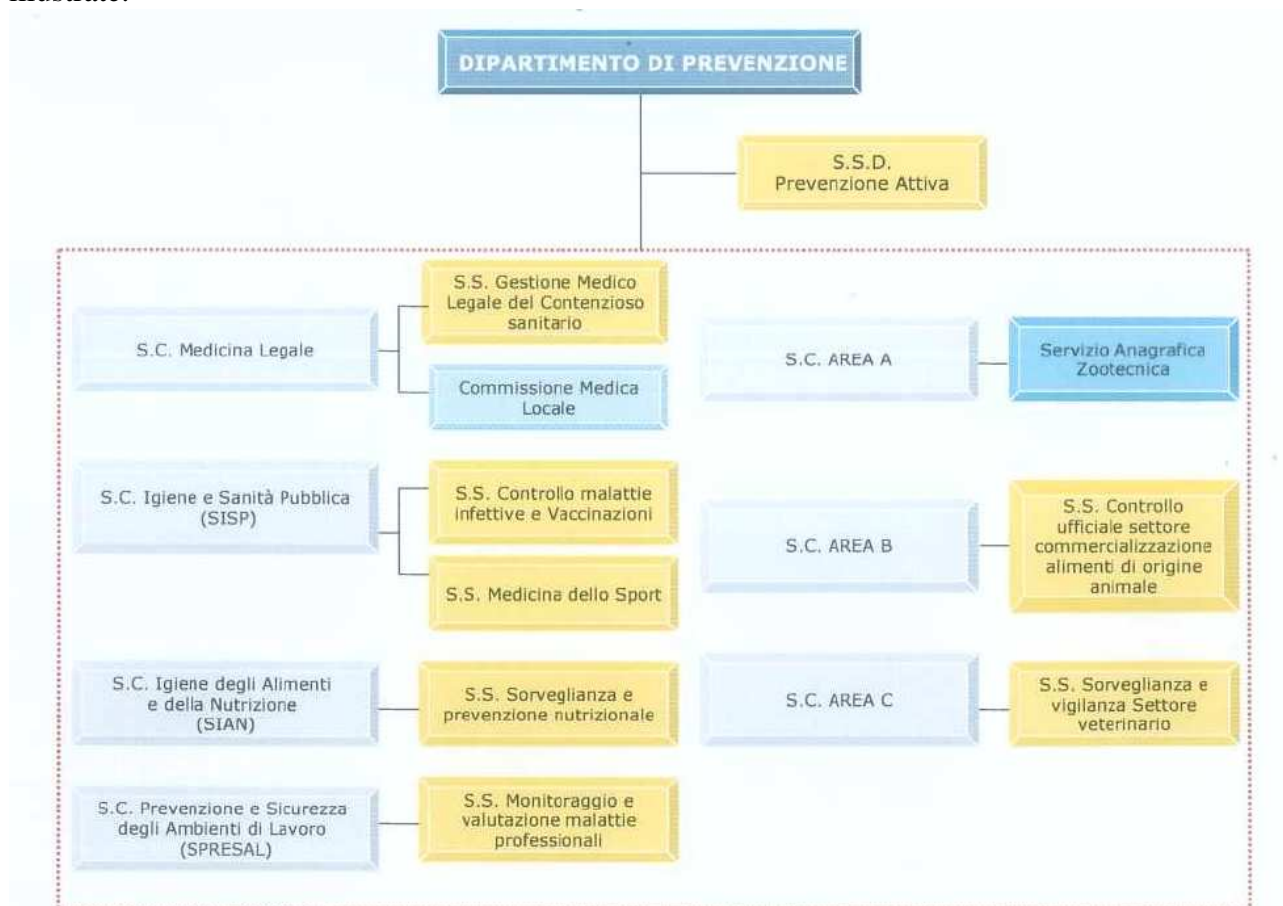 DIPARTIMENTO DI PREVENZIONE
S.S.D.
Prevenzione Attiva
S.C. Medicina Legale
S.S. Gestione Medico
Legale del Contenzioso
sanitario
Commissione Medica
Locale
S.C. Igiene e Sanità Pubblica
(SISP)
S.S. Controllo malattie
infettive e Vaccinazioni
S.S. Medicina dello Sport
S.C. Igiene degli Alimenti
e della Nutrizione
(SIAN)
S.S. Sorveglianza e
prevenzione nutrizionale
S.C. Prevenzione e Sicurezza
degli Ambienti di Lavoro
(SPRESAL)
S.S. Monitoraggio e
valutazione malattie
professionali
S.C. AREA A
Servizio Anagrafica
Zootecnica
S.C. AREA B
S.S. Controllo
ufficiale settore
commercializzazione
alimenti di origine
animale
S.C. AREA C
S.S. Sorveglianza e
vigilanza Settore
veterinario